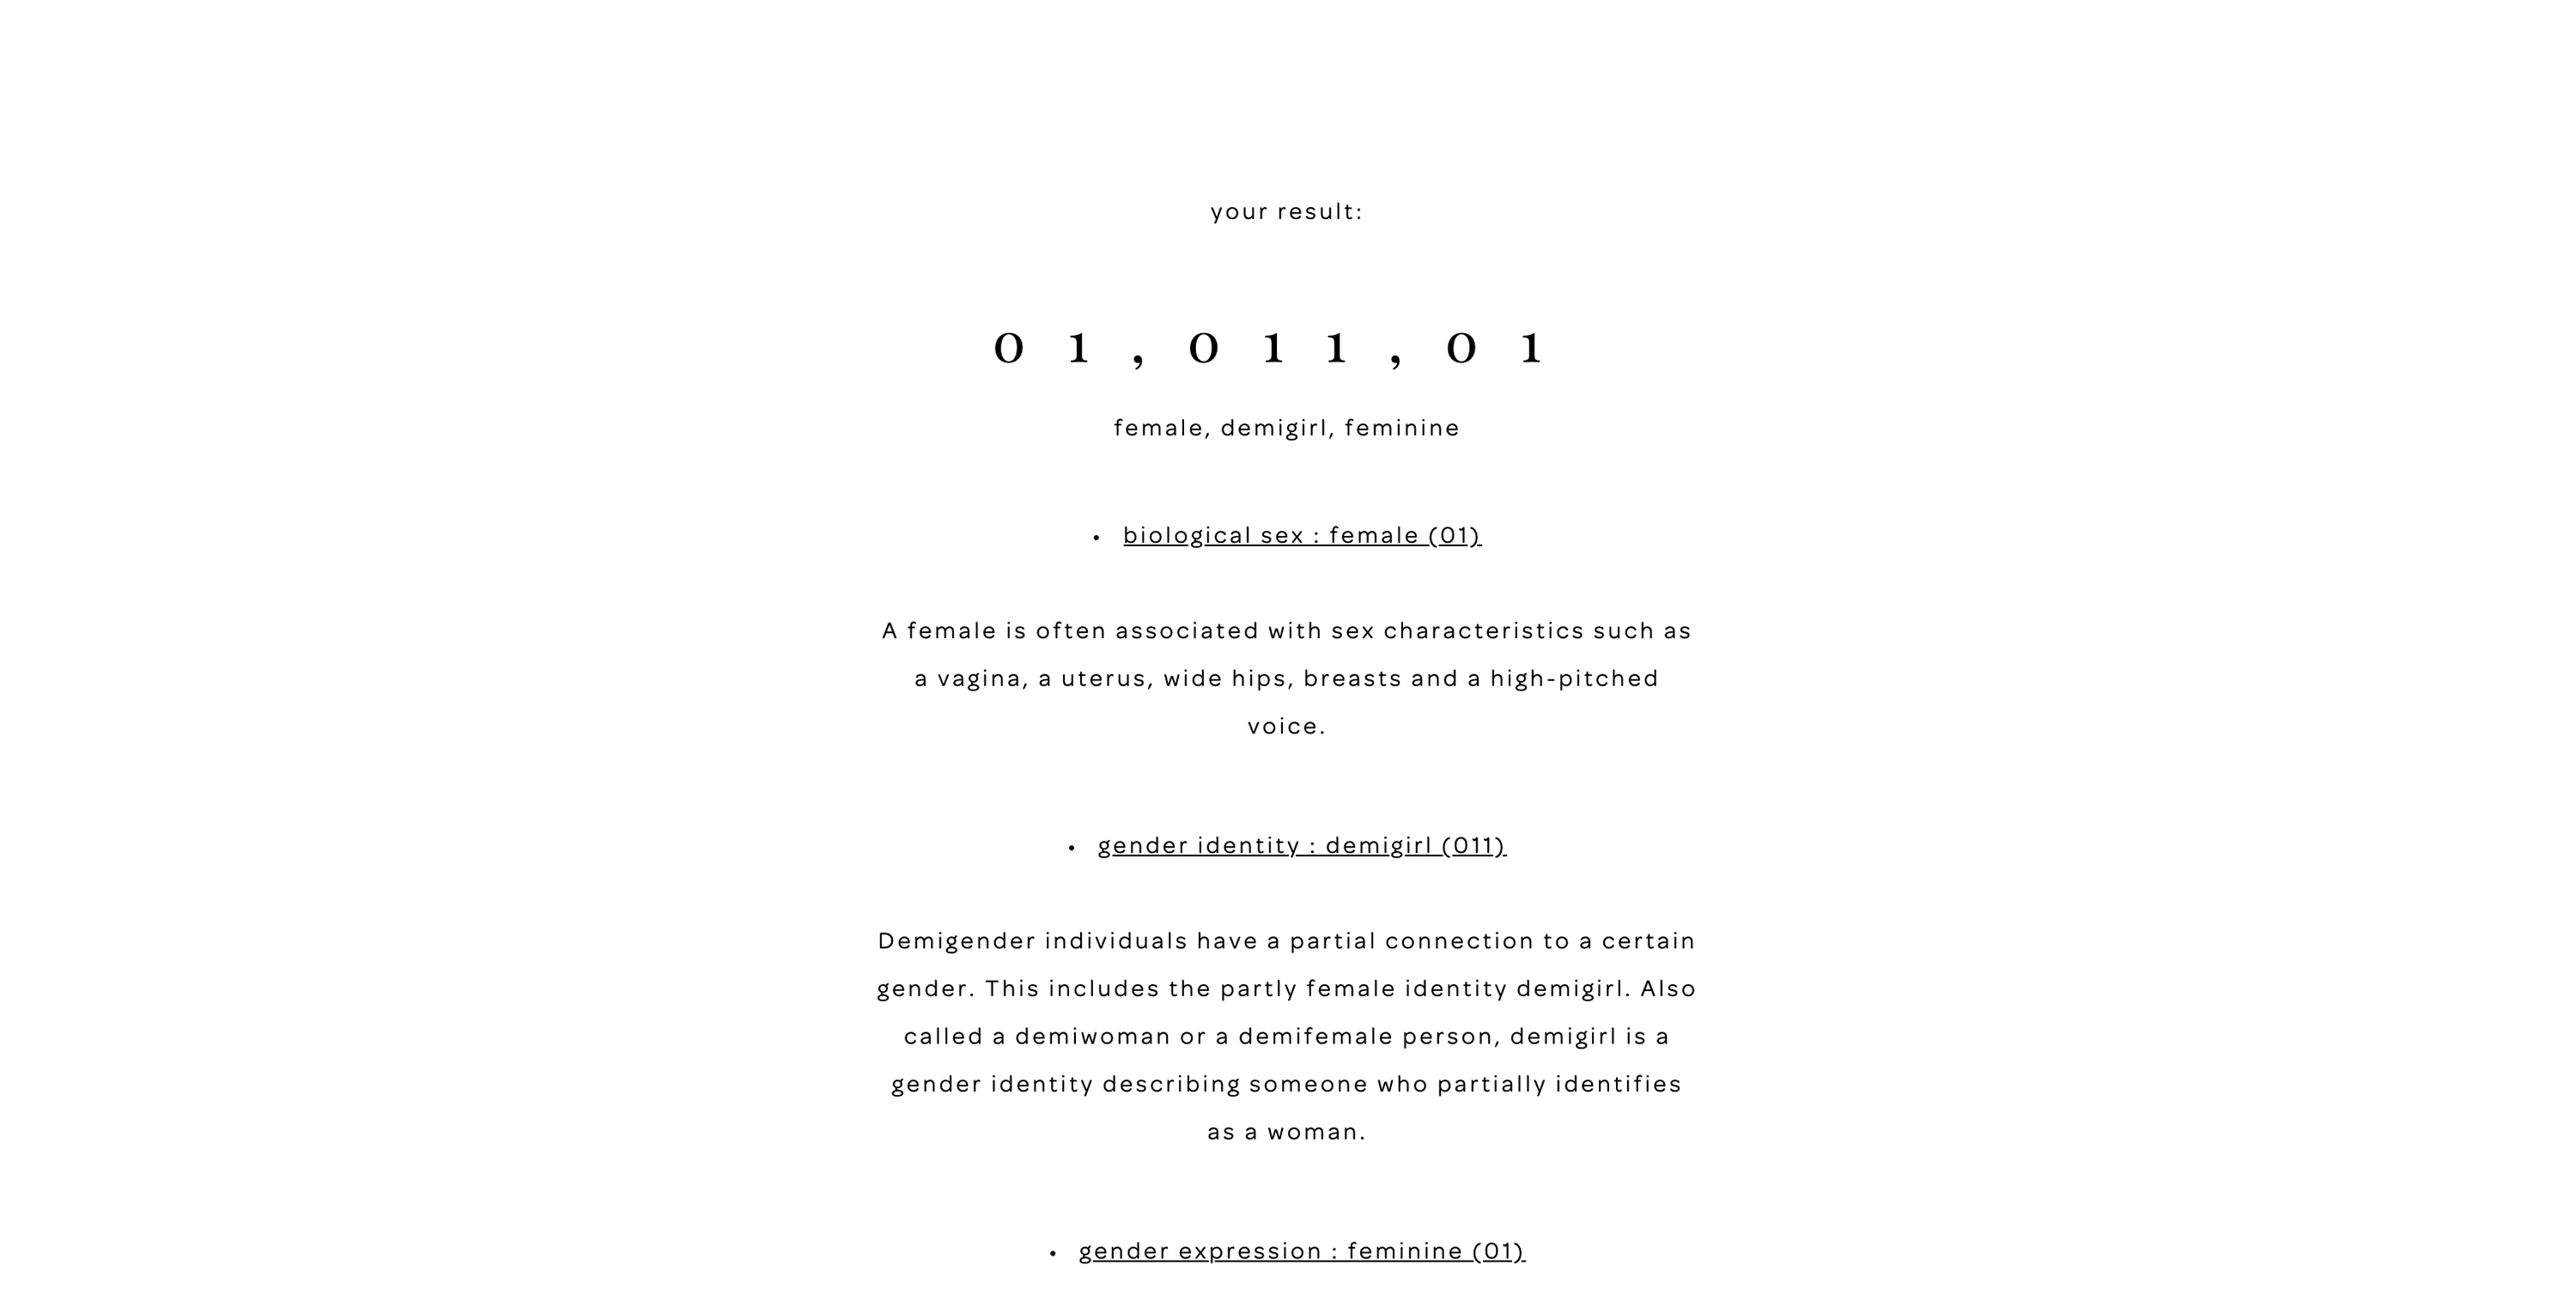 your result:
01,011,01
female, demigirl, feminine
• biological sex : female (01)
A female is often associated with sex characteristics such as
a vagina, a uterus, wide hips, breasts and a high-pitched
voice.
• gender identity : demigirl (011)
Demigender individuals have a partial connection to a certain
gender. This includes the partly female identity demigirl. Also
called a demiwoman or a demifemale person, demigirl is a
gender identity describing someone who partially identifies
as a woman.
• gender expression : feminine (01)